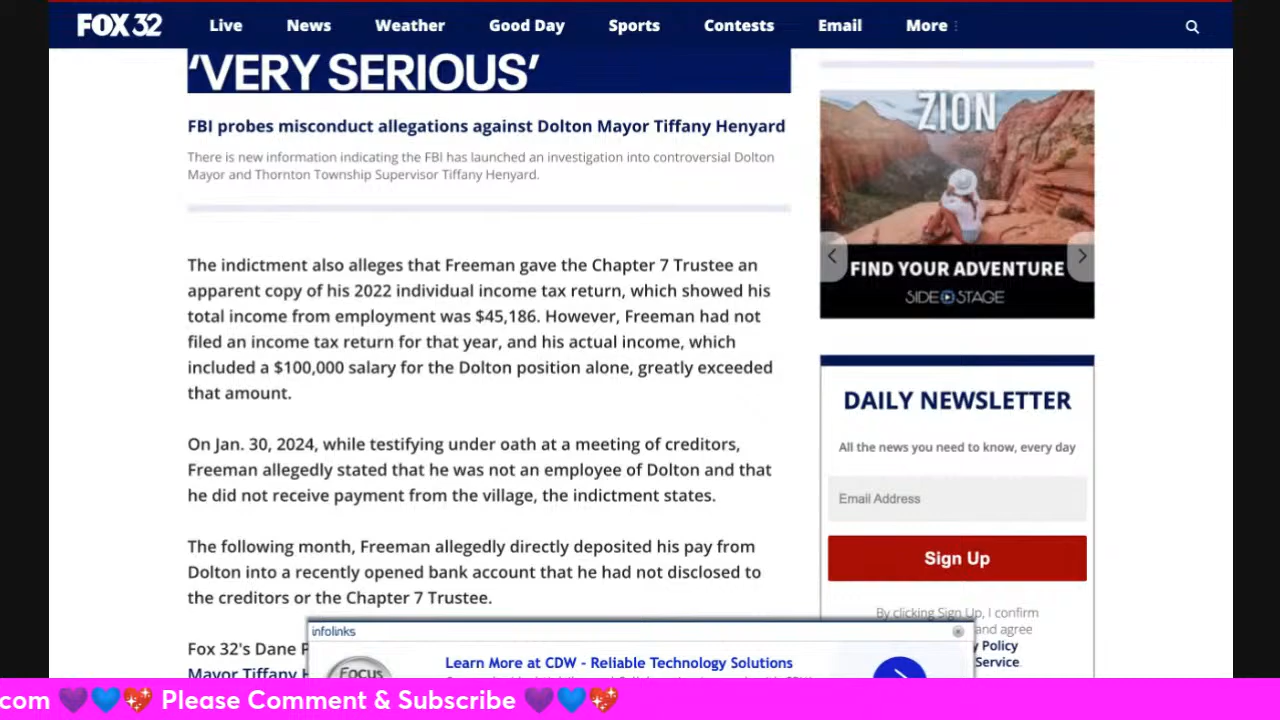 FOX 32 Live News Weather Good Day Sports Contests Email More
'VERY SERIOUS'
FBI probes misconduct allegations against Dolton Mayor Tiffany Henyard
There is new information indicating the FBI has launched an investigation into controversial Dolton
Mayor and Thornton Township Supervisor Tiffany Henyard.
The indictment also alleges that Freeman gave the Chapter 7 Trustee an
apparent copy of his 2022 individual income tax return, which showed his
total income from employment was $45,186. However, Freeman had not
filed an income tax return for that year, and his actual income, which
included a $100,000 salary for the Dolton position alone, greatly exceeded
that amount.
On Jan. 30, 2024, while testifying under oath at a meeting of creditors,
Freeman allegedly stated that he was not an employee of Dolton and that
he did not receive payment from the village, the indictment states.
The following month, Freeman allegedly directly deposited his pay from
Dolton into a recently opened bank account that he had not disclosed to
the creditors or the Chapter 7 Trustee.
Fox 32's Dane
Mayor Tiffany
ZION
FIND YOUR ADVENTURE
SIDE STAGE
DAILY NEWSLETTER
All the news you need to know, every day
Email Address
Sign Up
By clicking Sign Up, I confirm
and agree
Policy
Service
infolinks
FOCUS
Learn More at CDW - Reliable Technology Solutions
com 💜💙💖 Please Comment & Subscribe 💜💙💖